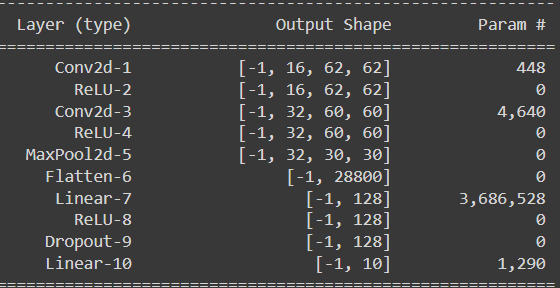 ----------------------------------------------------------------
Layer (type) Output Shape Param #
================================================================
Conv2d-1 [-1, 16, 62, 62] 448
ReLU-2 [-1, 16, 62, 62] 0
Conv2d-3 [-1, 32, 60, 60] 4,640
ReLU-4 [-1, 32, 60, 60] 0
MaxPool2d-5 [-1, 32, 30, 30] 0
Flatten-6 [-1, 28800] 0
Linear-7 [-1, 128] 3,686,528
ReLU-8 [-1, 128] 0
Dropout-9 [-1, 128] 0
Linear-10 [-1, 10] 1,290
================================================================